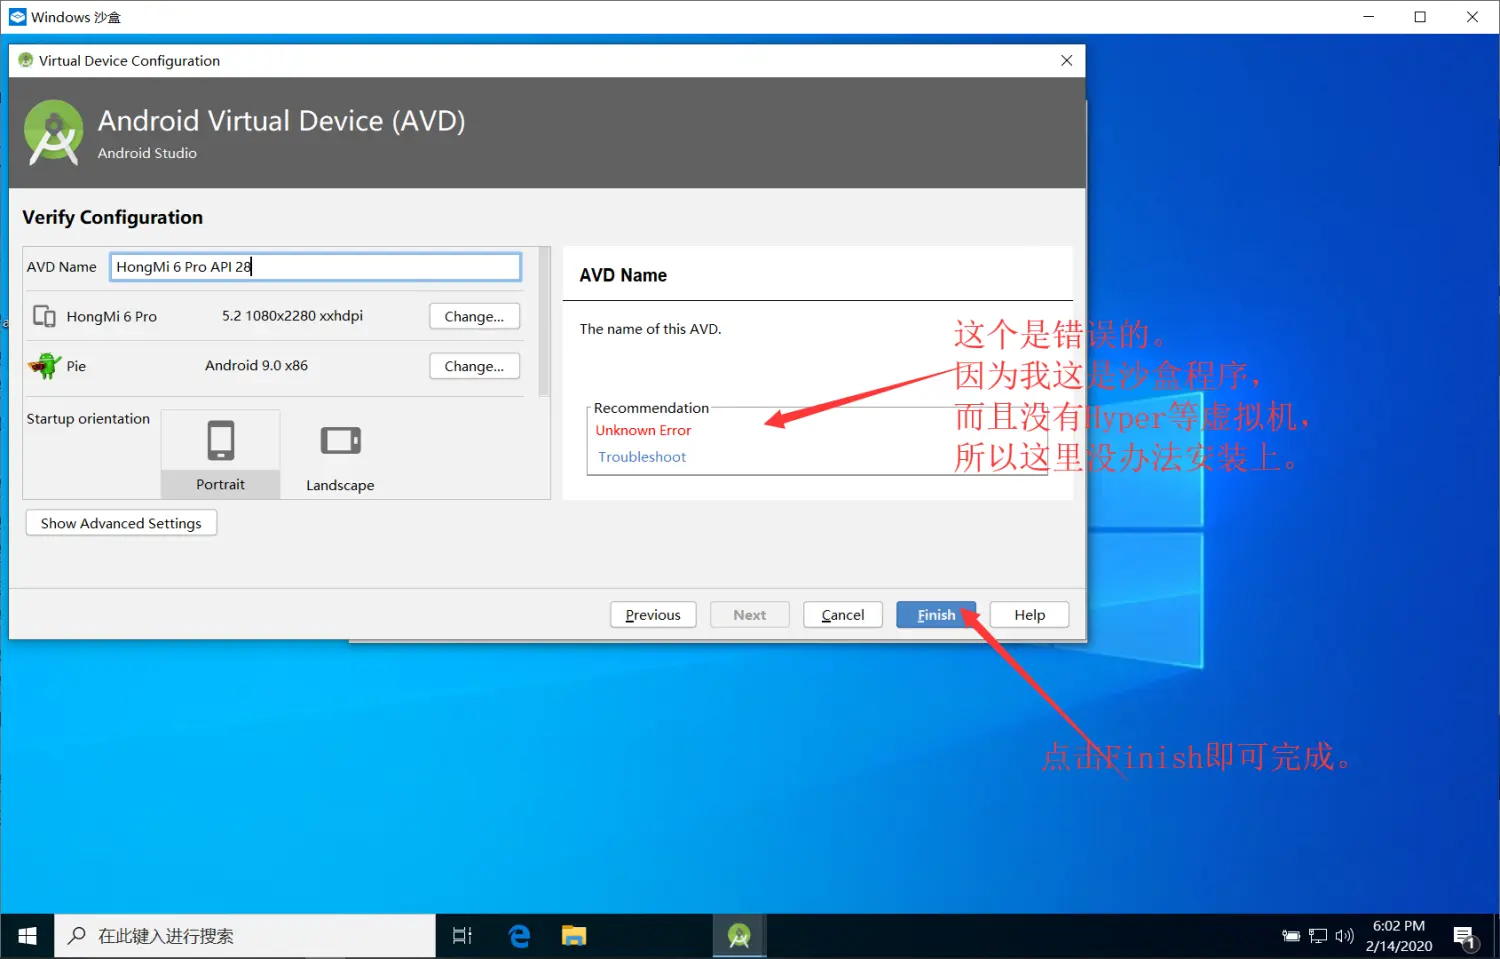 Windows 沙盒
Virtual Device Configuration
Android Virtual Device (AVD)
Android Studio
Verify Configuration
AVD Name
HongMi 6 Pro API 28
HongMi 6 Pro
5.2 1080x2280 xxhdpi
Change...
Pie
Android 9.0 x86
Change...
Startup orientation
Portrait
Landscape
Show Advanced Settings
AVD Name
The name of this AVD.
Recommendation
Unknown Error
Troubleshoot
这个是错误的。
因为我这是沙盒程序，
而且没有Hyper等虚拟机，
所以这里没办法安装上。
Previous
Next
Cancel
Finish
Help
点击Finish即可完成。
在此键入进行搜索
6:02 PM
2/14/2020
1